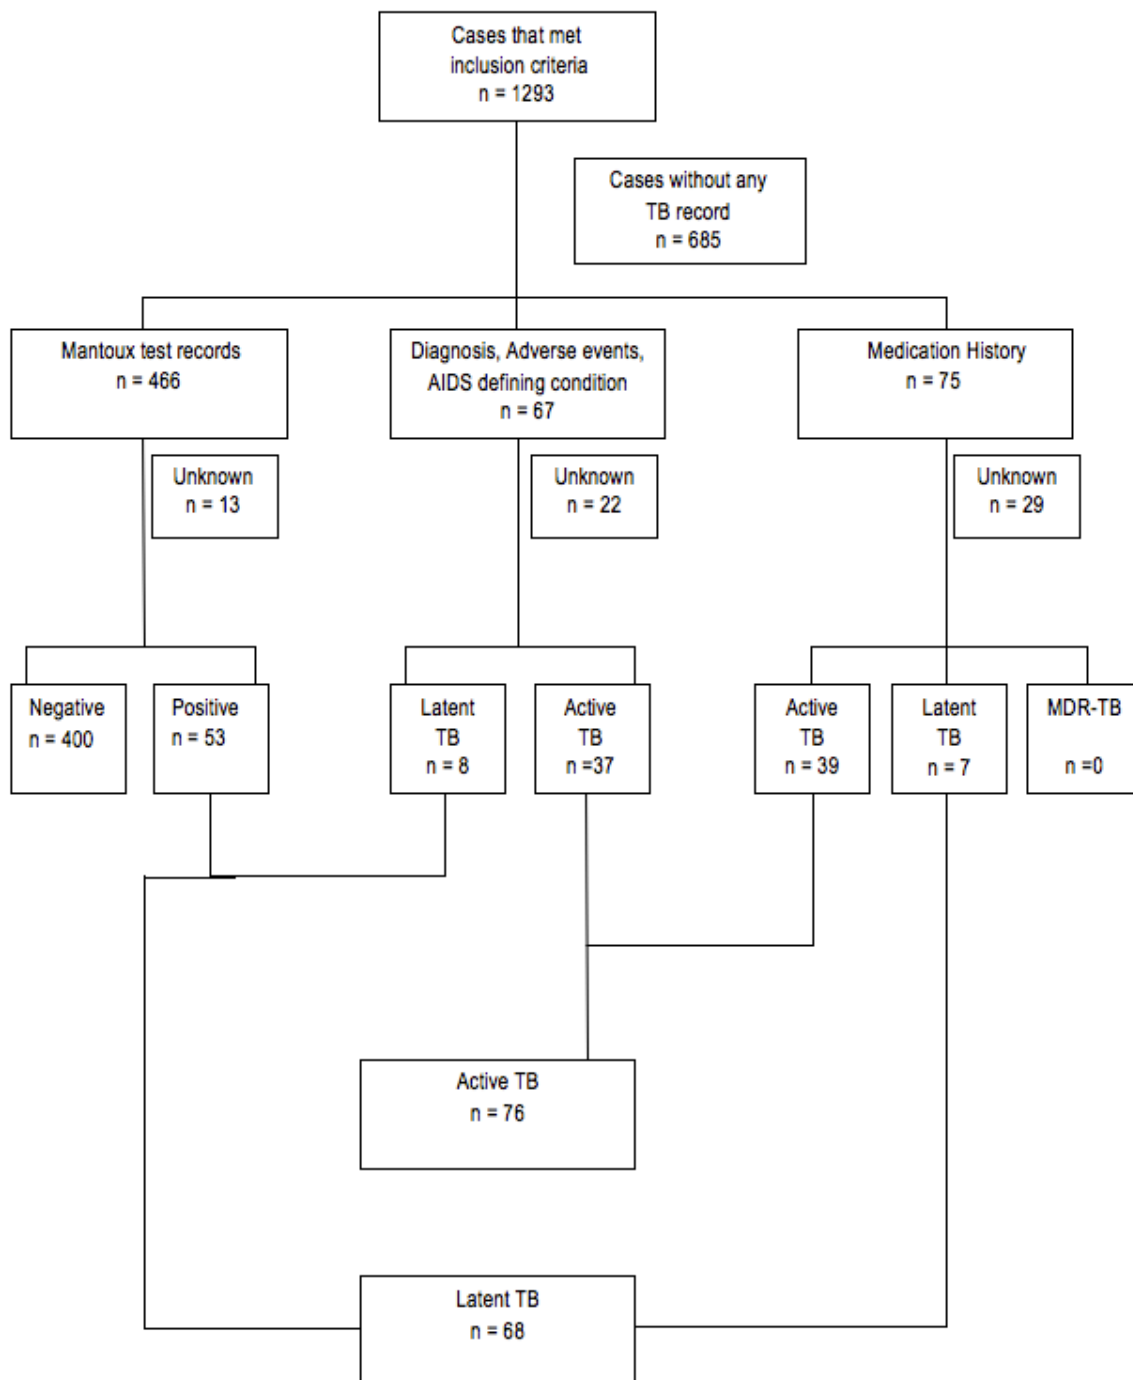 Cases that met
inclusion criteria
n = 1293
Cases without any
TB record
n = 685
Mantoux test records
n = 466
Diagnosis, Adverse events,
AIDS defining condition
n = 67
Medication History
n = 75
Unknown
n = 13
Unknown
n = 22
Unknown
n = 29
Negative
n = 400
Positive
n = 53
Latent
TB
n = 8
Active
TB
n =37
Active
TB
n = 39
Latent
TB
n = 7
MDR-TB
n =0
Active TB
n = 76
Latent TB
n = 68